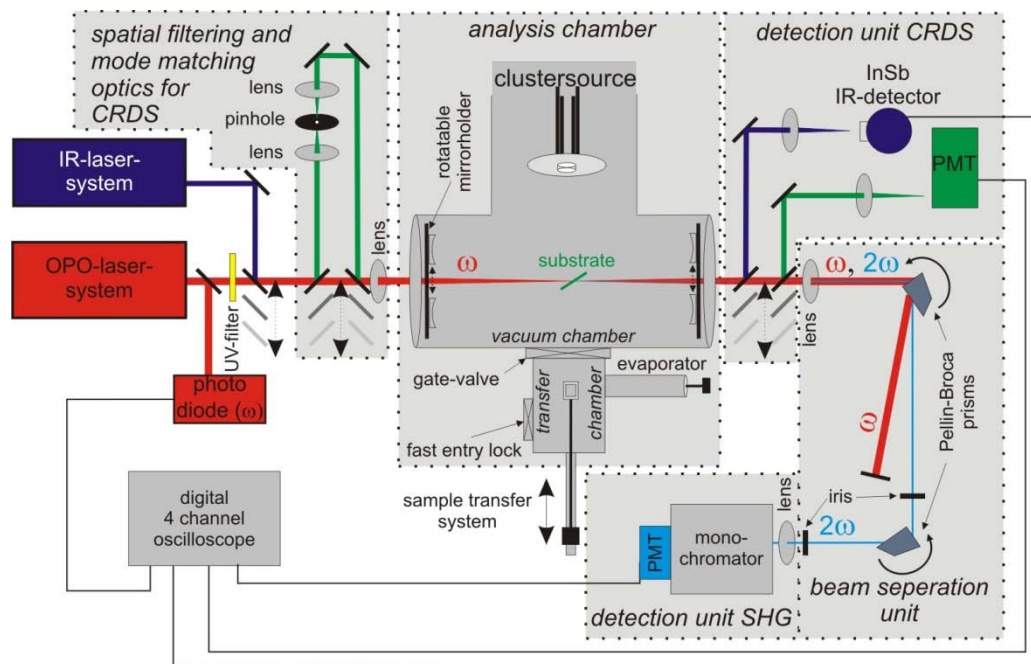 spatial filtering and
mode matching
optics for
CRDS
lens
pinhole
lens
IR-laser-
system
OPO-laser-
system
UV-filter
photo
diode (ω)
lens
analysis chamber
clustersource
rotatable
mirrorholder
ω
substrate
vacuum chamber
gate-valve
evaporator
transfer
chamber
fast entry lock
sample transfer
system
detection unit CRDS
InSb
IR-detector
PMT
lens
ω, 2ω
ω
Pellin-Broca
prisms
iris
2ω
beam seperation
unit
lens
mono-
chromator
PMT
detection unit SHG
digital
4 channel
oscilloscope